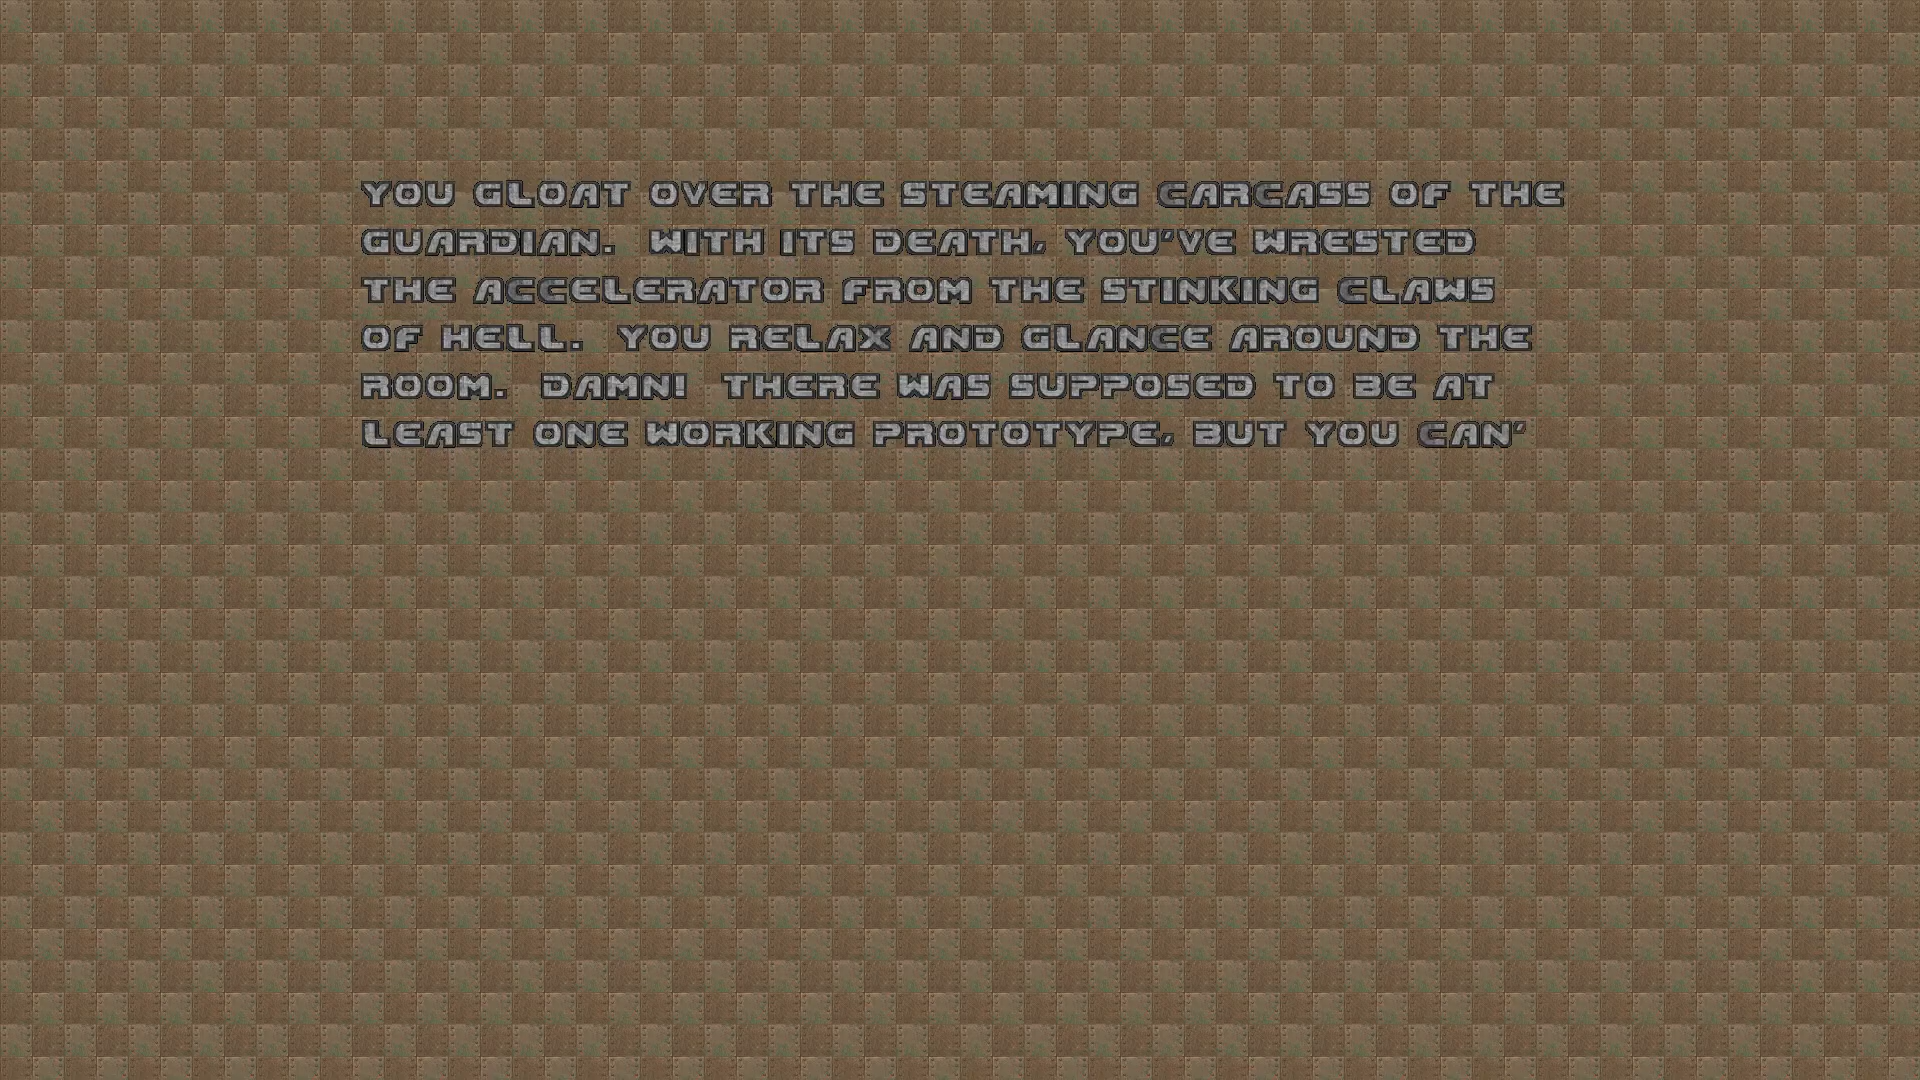 YOU GLOAT OVER THE STEAMING CARCASS OF THE
GUARDIAN.  WITH ITS DEATH, YOU'VE WRESTED
THE ACCELERATOR FROM THE STINKING CLAWS
OF HELL.  YOU RELAX AND GLANCE AROUND THE
ROOM.  DAMN!  THERE WAS SUPPOSED TO BE AT
LEAST ONE WORKING PROTOTYPE, BUT YOU CAN'